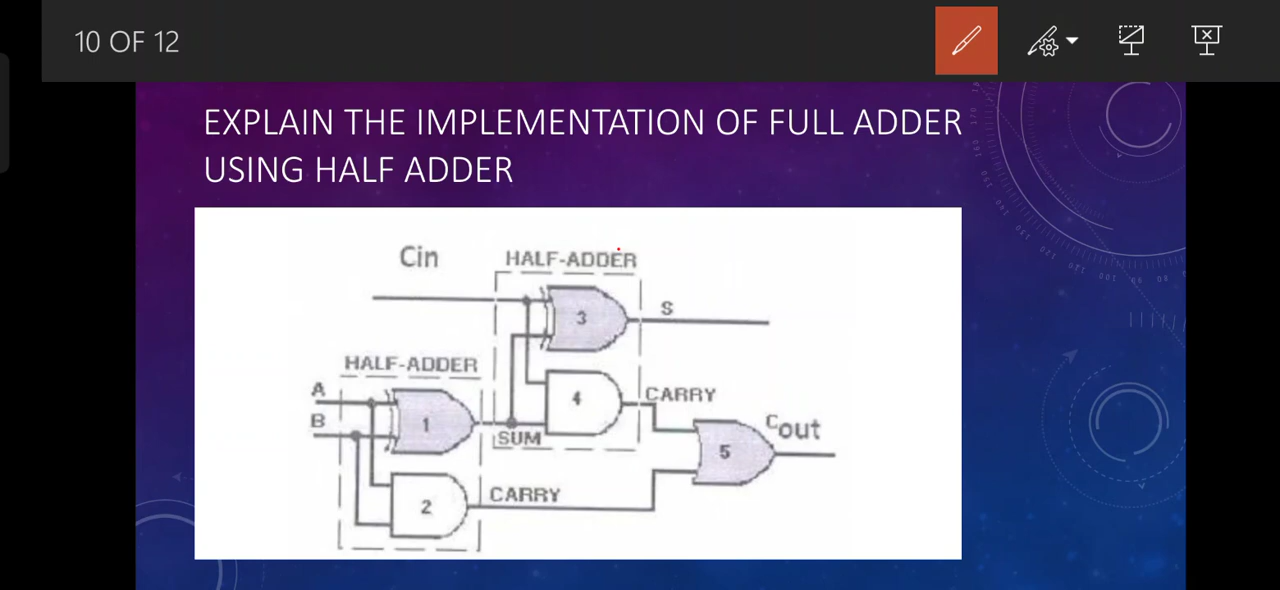 10 OF 12
EXPLAIN THE IMPLEMENTATION OF FULL ADDER
USING HALF ADDER
Cin
HALF-ADDER
3
S
HALF-ADDER
A
B
1
SUM
4
CARRY
Cout
5
2
CARRY